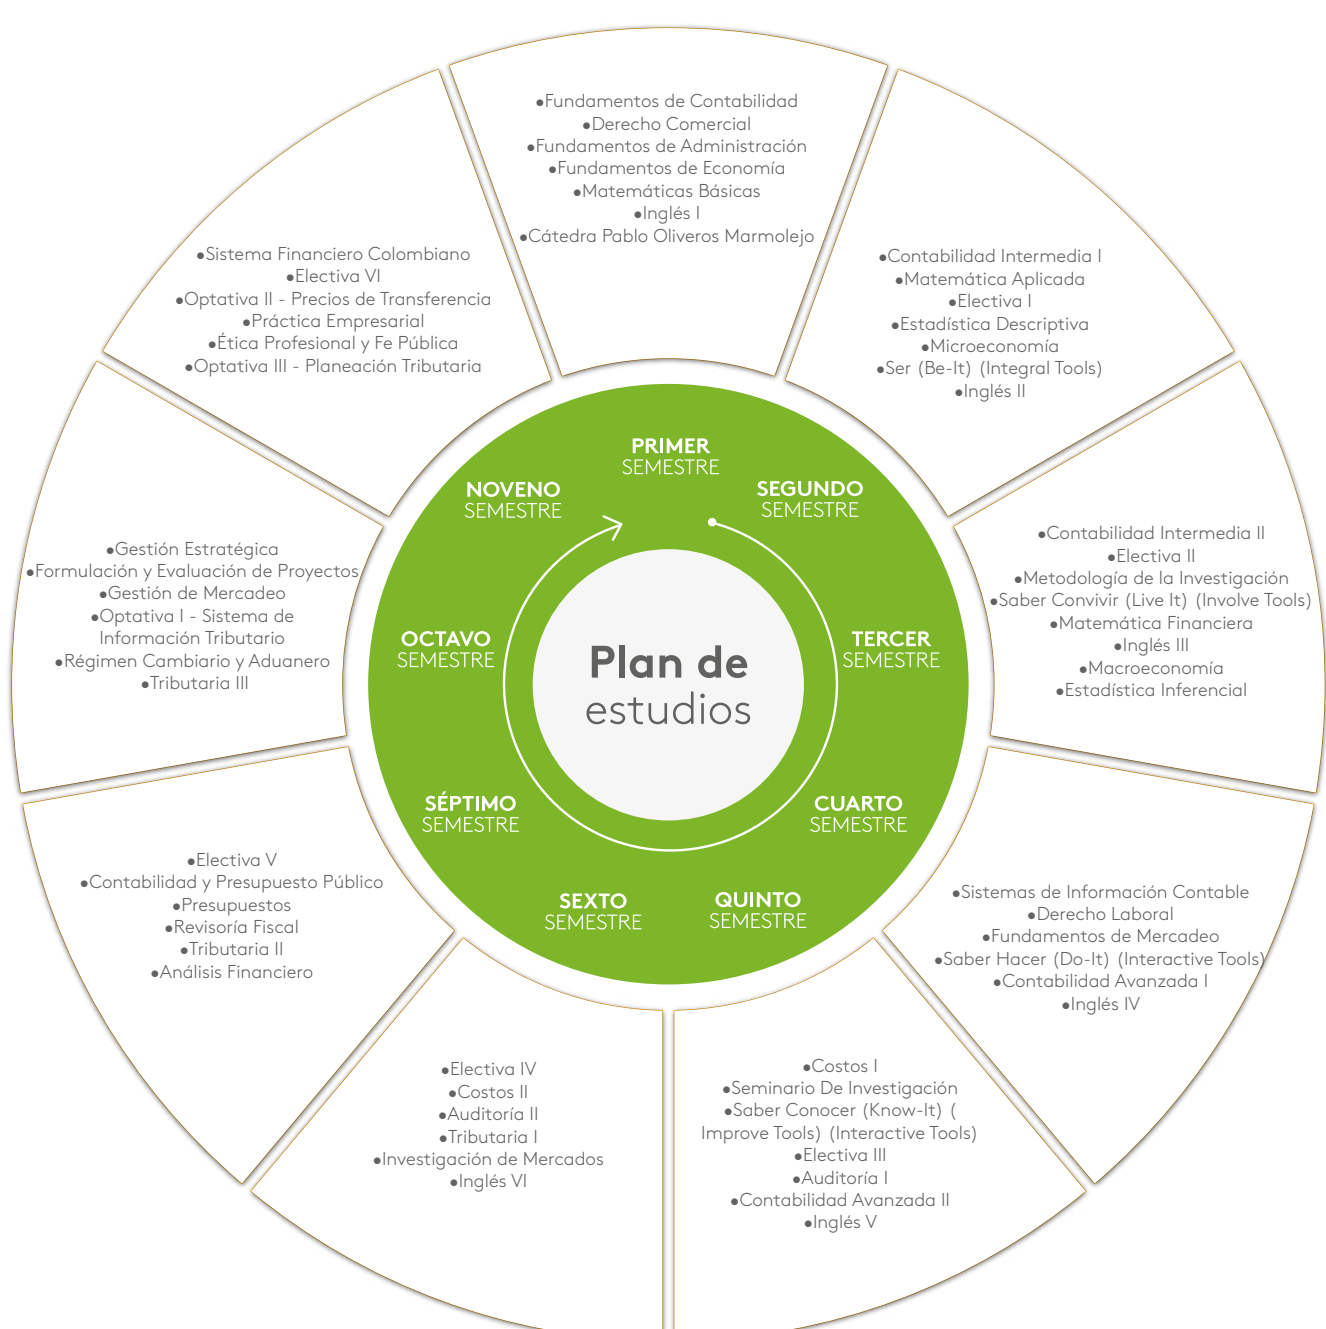 Plan de
estudios
PRIMER
SEMESTRE
●Fundamentos de Contabilidad
●Derecho Comercial
●Fundamentos de Administración
●Fundamentos de Economía
●Matemáticas Básicas
●Inglés I
●Cátedra Pablo Oliveros Marmolejo
SEGUNDO
SEMESTRE
●Contabilidad Intermedia I
●Matemática Aplicada
●Electiva I
●Estadística Descriptiva
●Microeconomía
●Ser (Be-It) (Integral Tools)
●Inglés II
TERCER
SEMESTRE
●Contabilidad Intermedia II
●Electiva II
●Metodología de la Investigación
●Saber Convivir (Live It) (Involve Tools)
●Matemática Financiera
●Inglés III
●Macroeconomía
●Estadística Inferencial
CUARTO
SEMESTRE
●Sistemas de Información Contable
●Derecho Laboral
●Fundamentos de Mercadeo
●Saber Hacer (Do-It) (Interactive Tools)
●Contabilidad Avanzada I
●Inglés IV
QUINTO
SEMESTRE
●Costos I
●Seminario De Investigación
●Saber Conocer (Know-It) (
Improve Tools) (Interactive Tools)
●Electiva III
●Auditoría I
●Contabilidad Avanzada II
●Inglés V
SEXTO
SEMESTRE
●Electiva IV
●Costos II
●Auditoría II
●Tributaria I
●Investigación de Mercados
●Inglés VI
SÉPTIMO
SEMESTRE
●Electiva V
●Contabilidad y Presupuesto Público
●Presupuestos
●Revisoría Fiscal
●Tributaria II
●Análisis Financiero
OCTAVO
SEMESTRE
●Gestión Estratégica
●Formulación y Evaluación de Proyectos
●Gestión de Mercadeo
●Optativa I - Sistema de
Información Tributario
●Régimen Cambiario y Aduanero
●Tributaria III
NOVENO
SEMESTRE
●Sistema Financiero Colombiano
●Electiva VI
●Optativa II - Precios de Transferencia
●Práctica Empresarial
●Ética Profesional y Fe Pública
●Optativa III - Planeación Tributaria